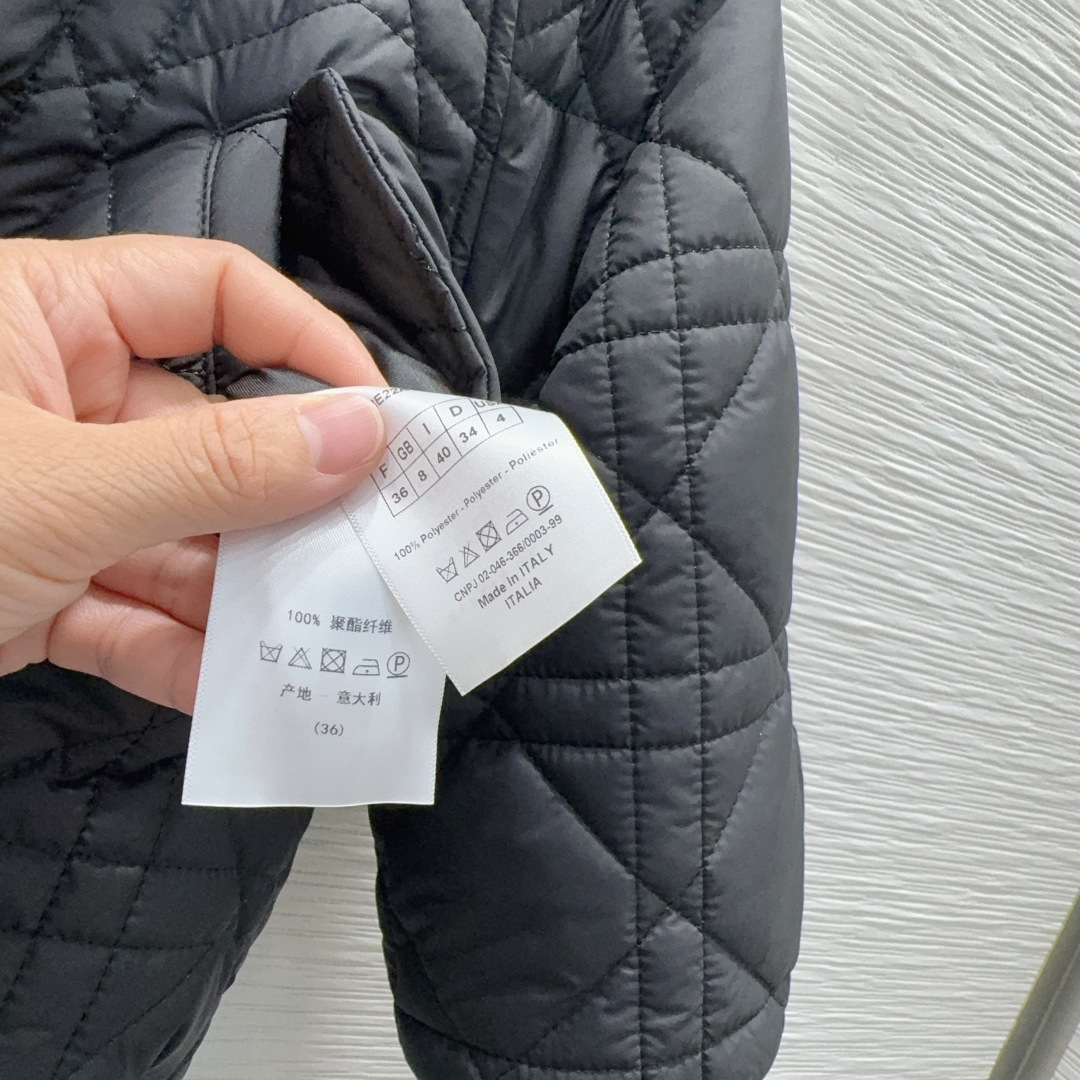 F GB I D
36 8 40 34 4
100% Polyester - Polyester - Poliester
P
CNPJ 02-046-366/0003-99
Made In ITALY
ITALIA
100% 聚酯纤维
P
产地 - 意大利
(36)